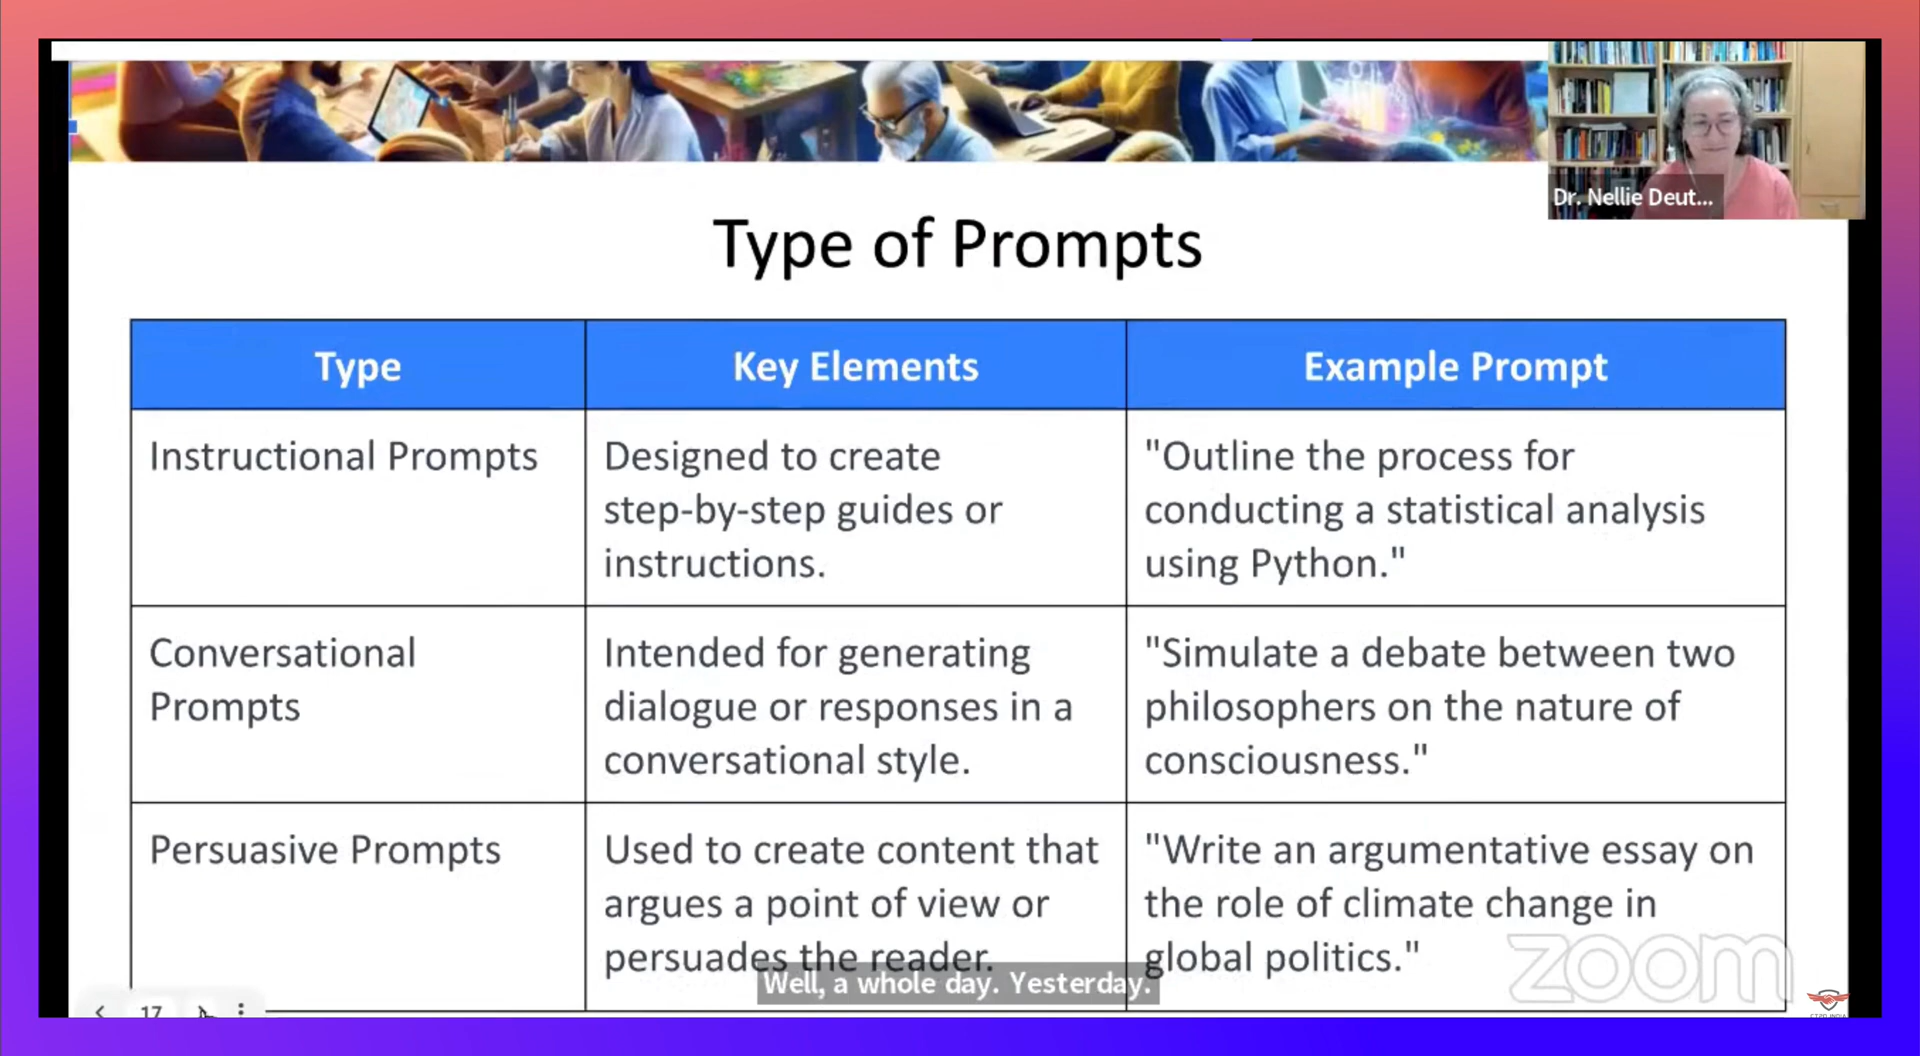 Dr. Nellie Deut...
Type of Prompts
Type
Key Elements
Example Prompt
Instructional Prompts
Designed to create
step-by-step guides or
instructions.
"Outline the process for
conducting a statistical analysis
using Python."
Conversational
Prompts
Intended for generating
dialogue or responses in a
conversational style.
"Simulate a debate between two
philosophers on the nature of
consciousness."
Persuasive Prompts
Used to create content that
argues a point of view or
persuades the reader.
"Write an argumentative essay on
the role of climate change in
global politics."
Well, a whole day. Yesterday.
zoom
17